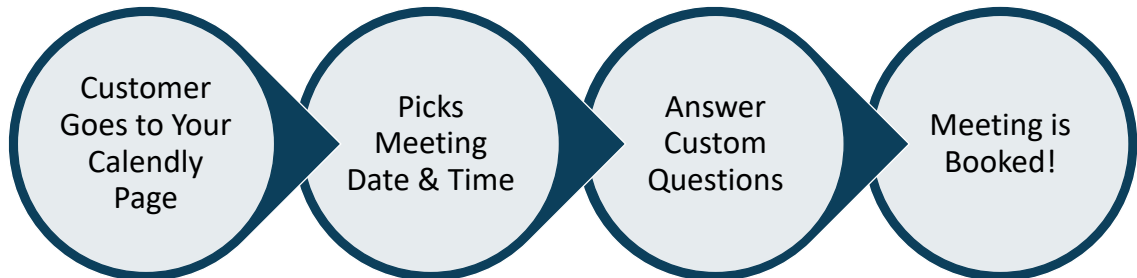 Customer
Goes to Your
Calendly
Page
Picks
Meeting
Date & Time
Answer
Custom
Questions
Meeting is
Booked!